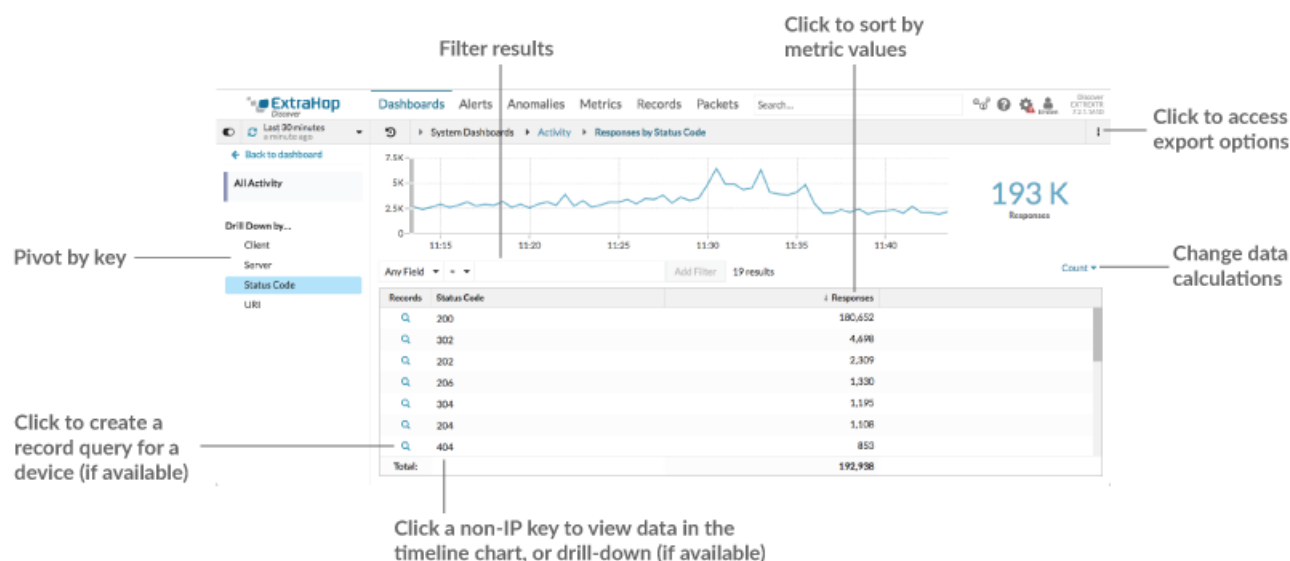 Click to sort by
metric values
Filter results
ExtraHop
Discover
Dashboards Alerts Anomalies Metrics Records Packets Search...
Discover
Last 30 minutes
a minute ago
System Dashboards Activity Responses by Status Code
Click to access
export options
Back to dashboard
All Activity
Drill Down by...
Client
Server
Status Code
URI
Pivot by key
7.5K
5K
2.5K
0
11:15 11:20 11:25 11:30 11:35 11:40
193 K
Responses
Any Field = Add Filter 19 results
Count
Change data
calculations
Records Status Code ↓ Responses
200 180,652
302 4,698
202 2,309
206 1,330
304 1,195
204 1,108
404 853
Total: 192,938
Click to create a
record query for a
device (if available)
Click a non-IP key to view data in the
timeline chart, or drill-down (if available)